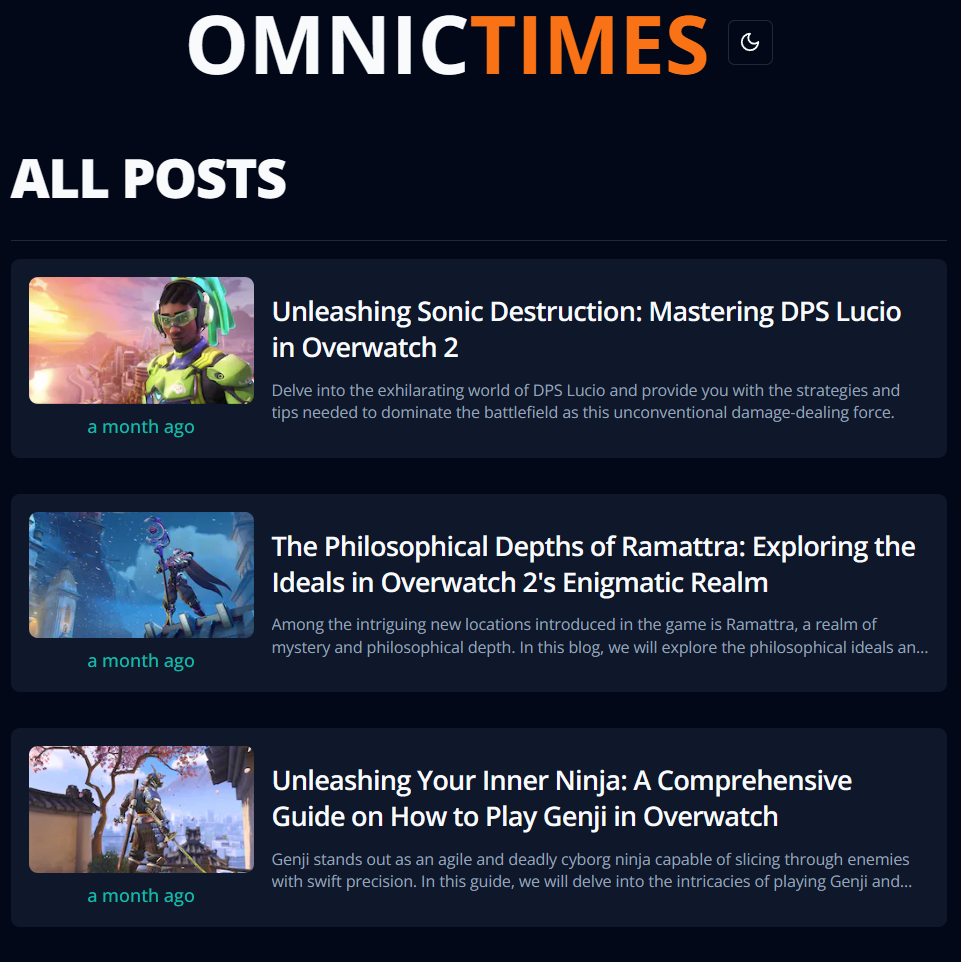 OMNICTIMES
ALL POSTS
Unleashing Sonic Destruction: Mastering DPS Lucio
in Overwatch 2
Delve into the exhilarating world of DPS Lucio and provide you with the strategies and
tips needed to dominate the battlefield as this unconventional damage-dealing force.
a month ago
The Philosophical Depths of Ramattra: Exploring the
Ideals in Overwatch 2's Enigmatic Realm
Among the intriguing new locations introduced in the game is Ramattra, a realm of
mystery and philosophical depth. In this blog, we will explore the philosophical ideals an...
a month ago
Unleashing Your Inner Ninja: A Comprehensive
Guide on How to Play Genji in Overwatch
Genji stands out as an agile and deadly cyborg ninja capable of slicing through enemies
with swift precision. In this guide, we will delve into the intricacies of playing Genji and...
a month ago